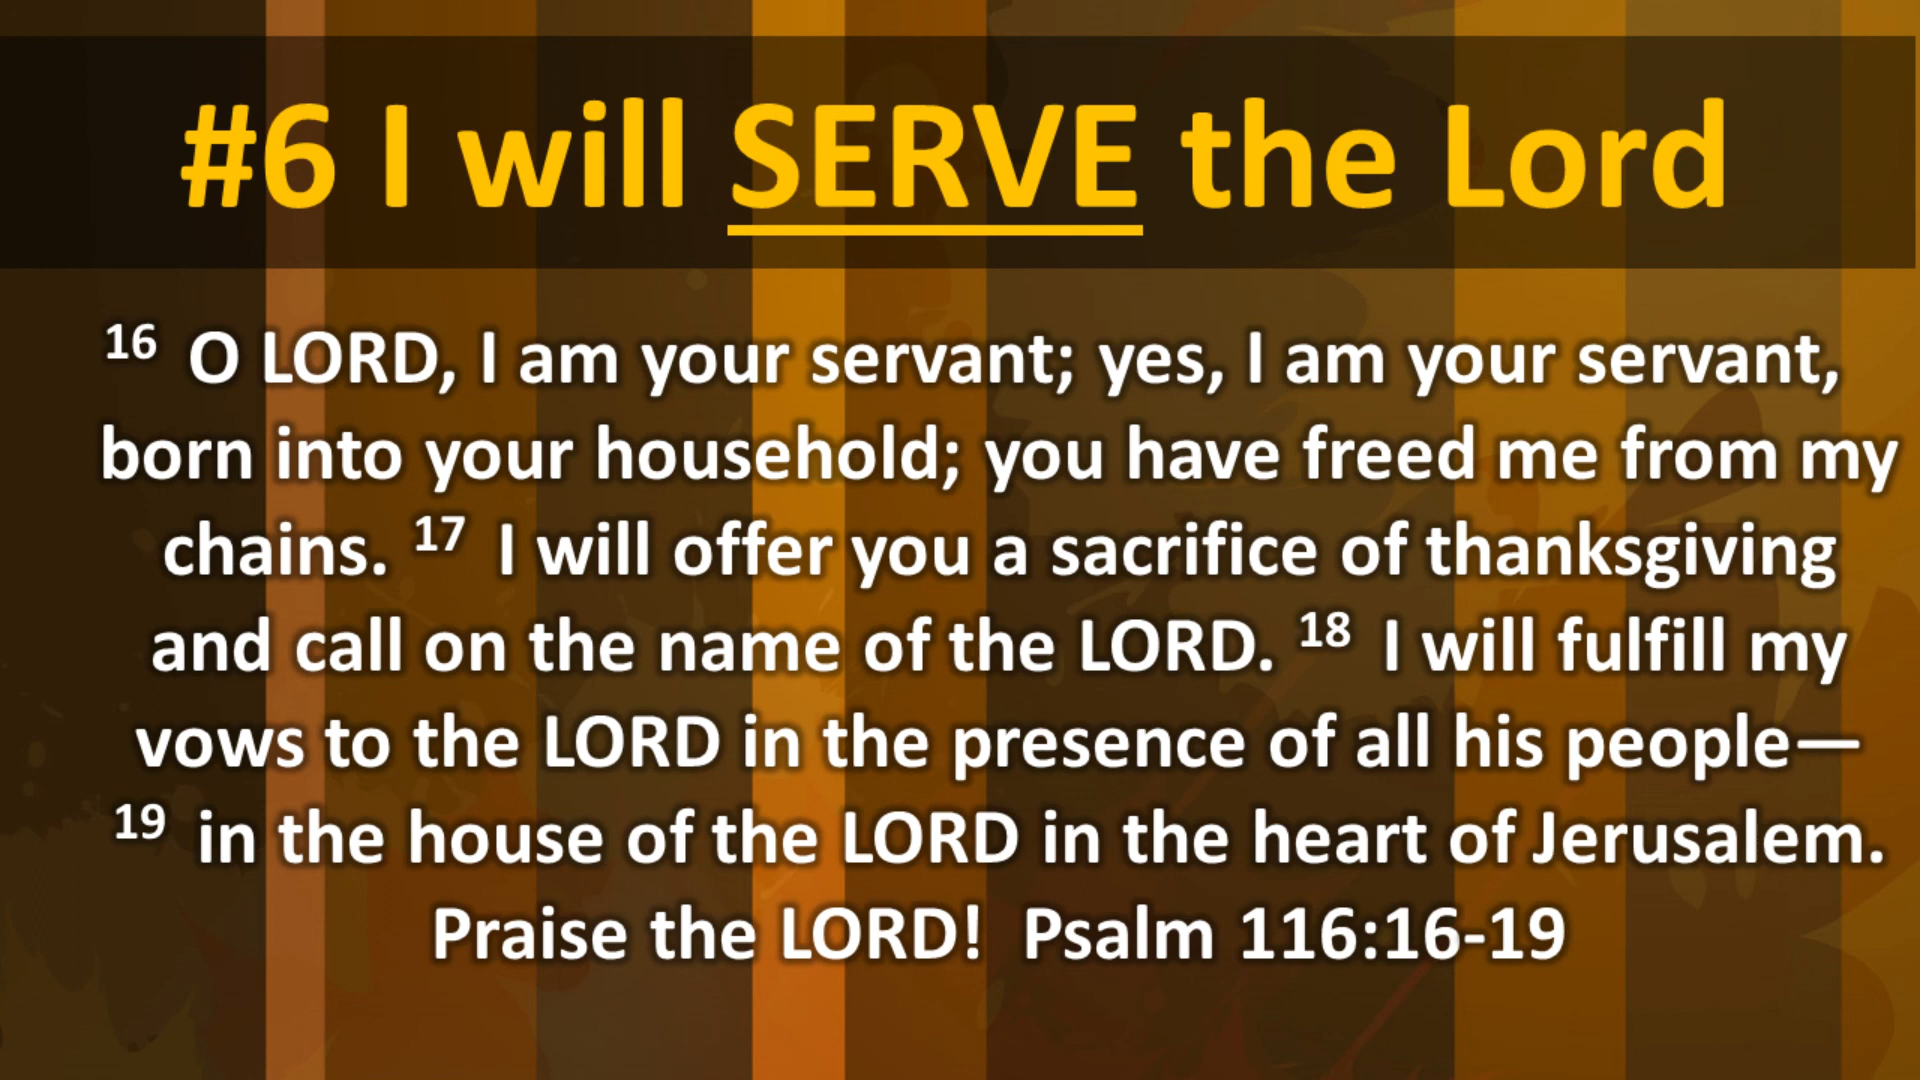 #6 I will SERVE the Lord
16 O LORD, I am your servant; yes, I am your servant,
born into your household; you have freed me from my
chains. 17 I will offer you a sacrifice of thanksgiving
and call on the name of the LORD. 18 I will fulfill my
vows to the LORD in the presence of all his people—
19 in the house of the LORD in the heart of Jerusalem.
Praise the LORD! Psalm 116:16-19